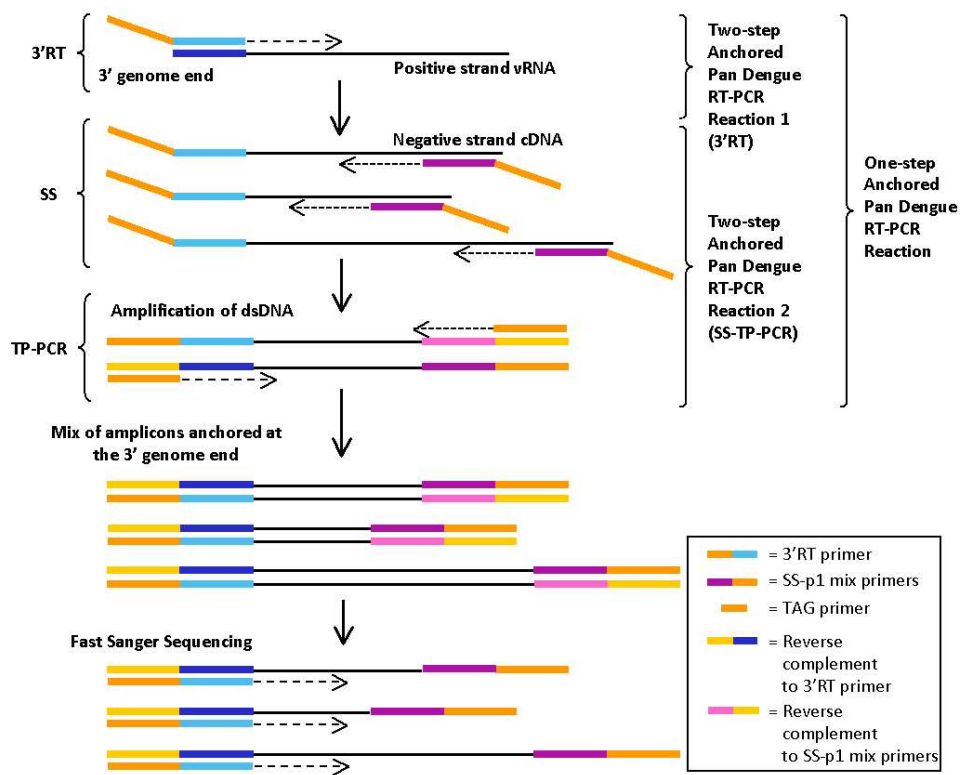 3'RT
3' genome end
Positive strand vRNA
Two-step
Anchored
Pan Dengue
RT-PCR
Reaction 1
(3'RT)
SS
Negative strand cDNA
Two-step
Anchored
Pan Dengue
RT-PCR
Reaction 2
(SS-TP-PCR)
One-step
Anchored
Pan Dengue
RT-PCR
Reaction
TP-PCR
Amplification of dsDNA
Mix of amplicons anchored at
the 3' genome end
Fast Sanger Sequencing
= 3'RT primer
= SS-p1 mix primers
= TAG primer
= Reverse
complement
to 3'RT primer
= Reverse
complement
to SS-p1 mix primers